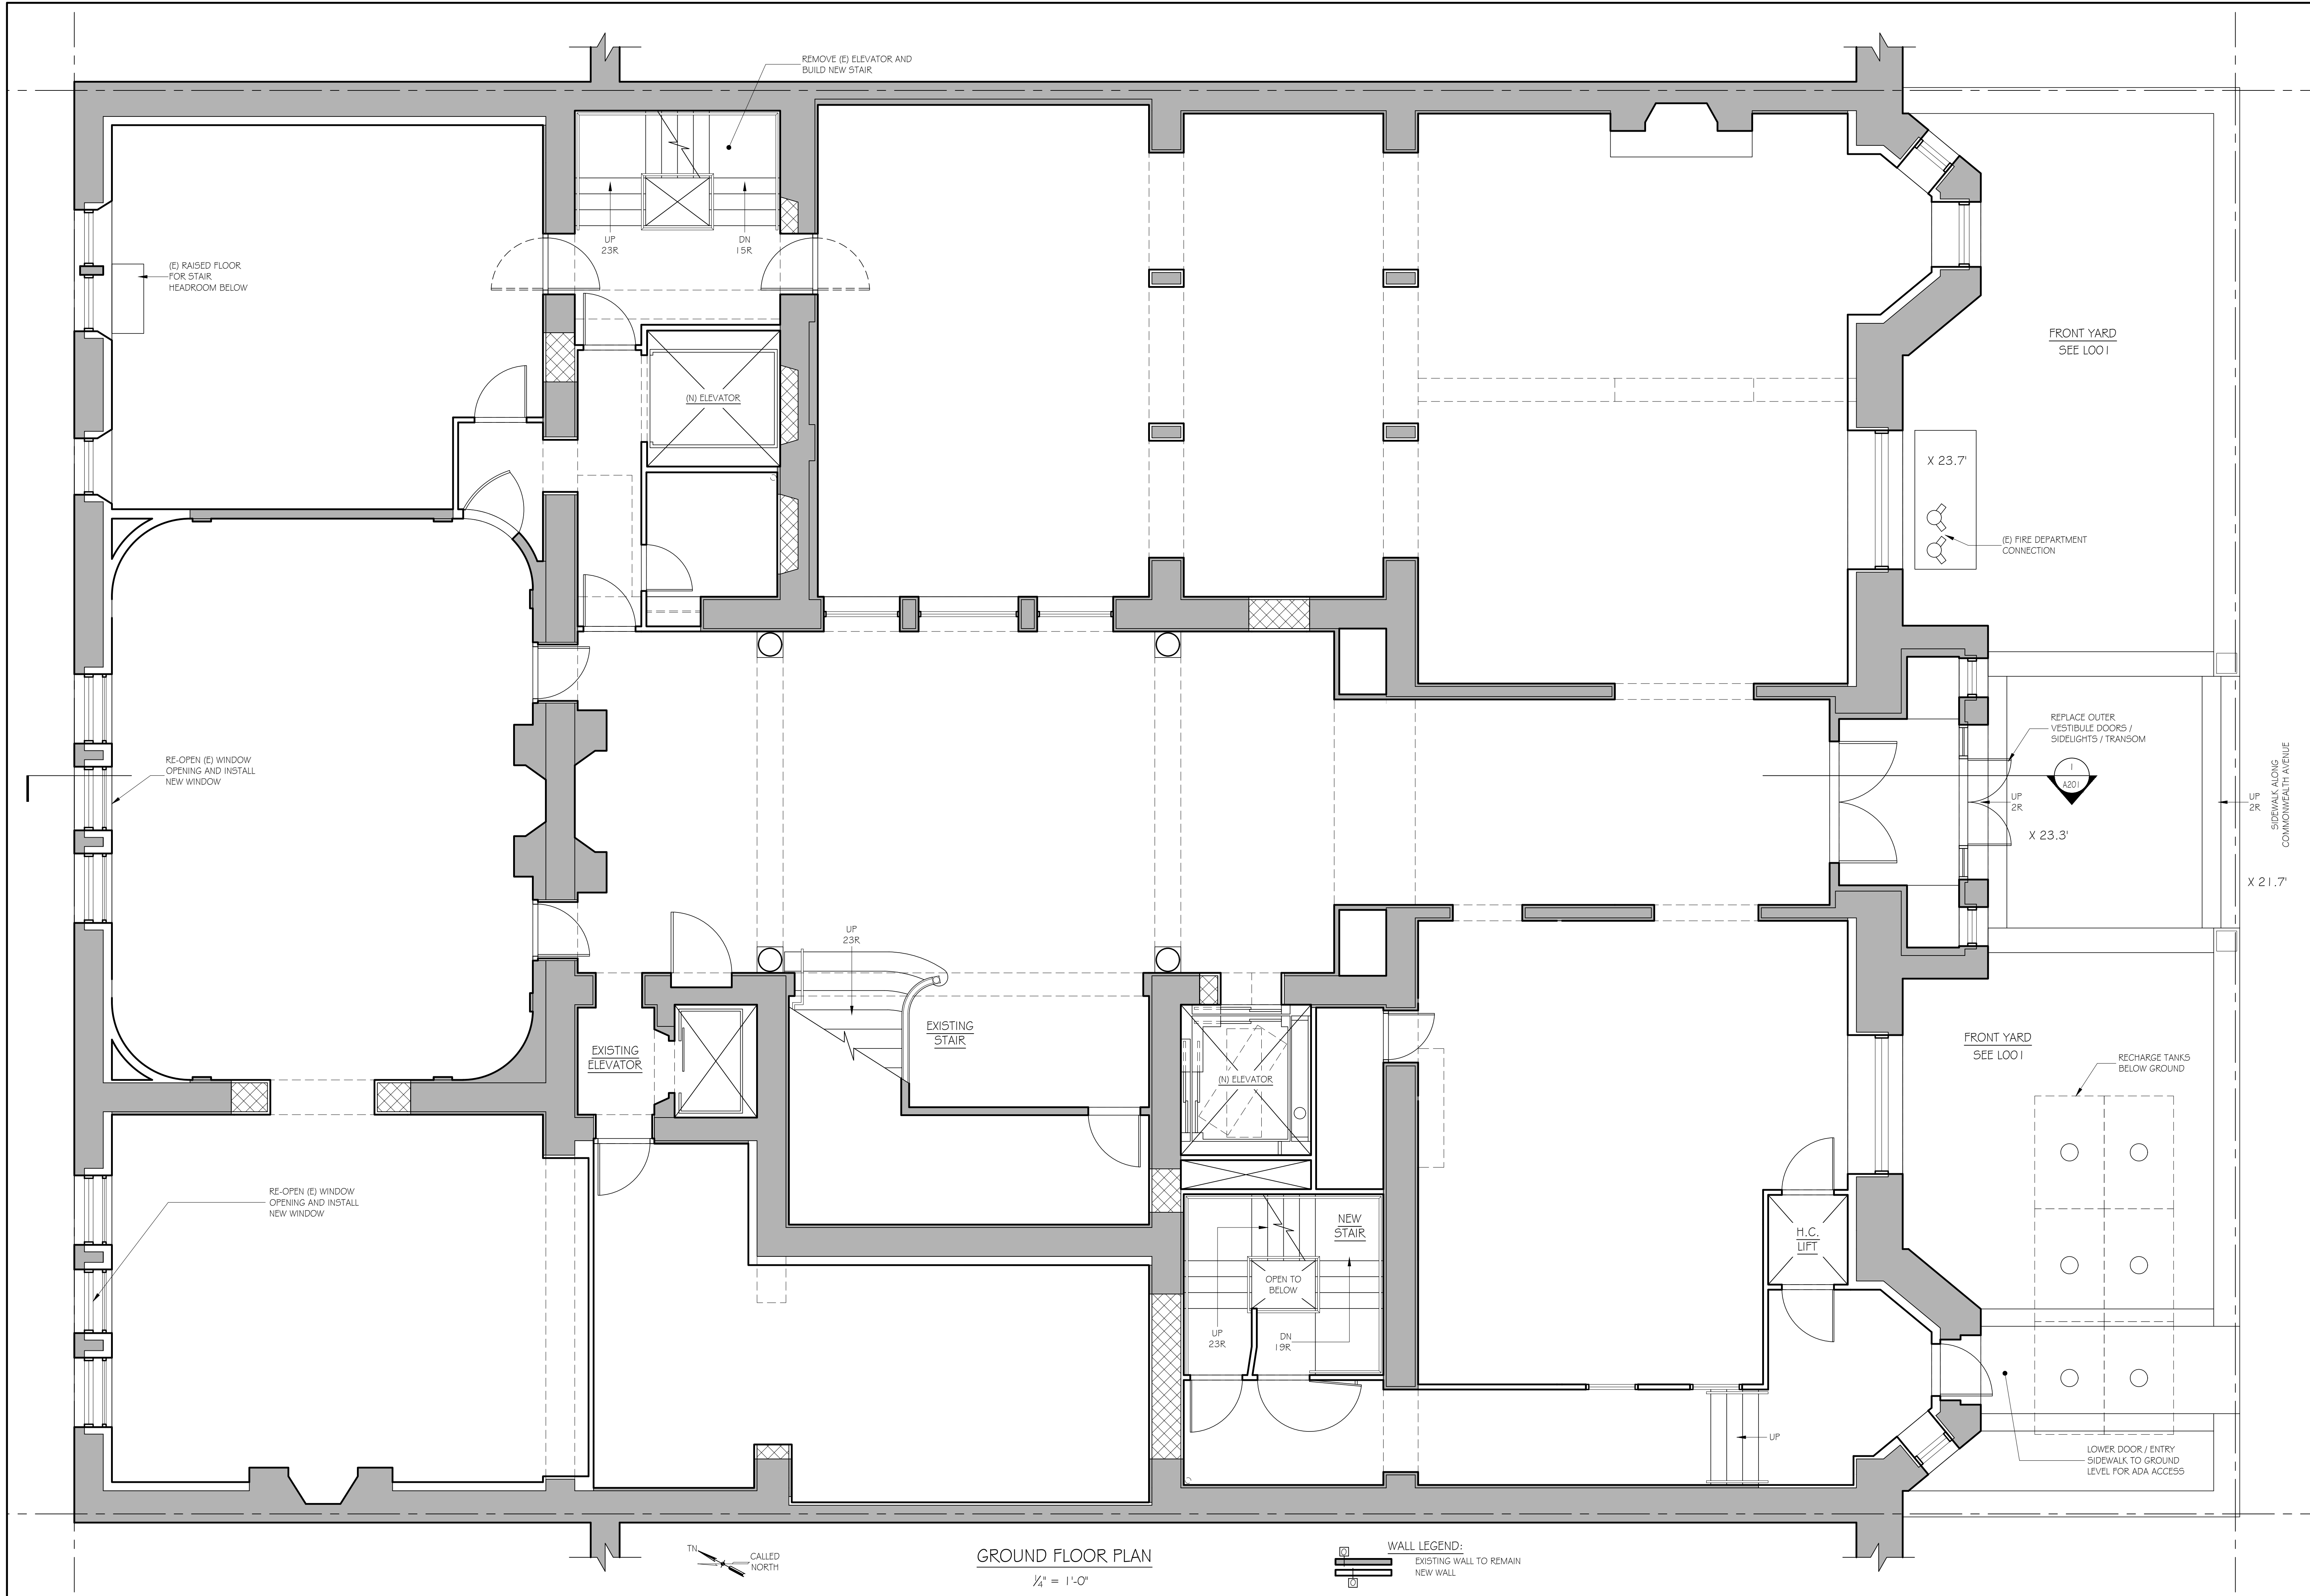 REMOVE (E) ELEVATOR AND
BUILD NEW STAIR
UP
23R
DN
15R
(E) RAISED FLOOR
FOR STAIR
HEADROOM BELOW
(N) ELEVATOR
FRONT YARD
SEE L001
X 23.7'
(E) FIRE DEPARTMENT
CONNECTION
RE-OPEN (E) WINDOW
OPENING AND INSTALL
NEW WINDOW
REPLACE OUTER
VESTIBULE DOORS /
SIDELIGHTS / TRANSOM
1
A201
UP
2R
X 23.3'
UP
2R
SIDEWALK ALONG
COMMONWEALTH AVENUE
X 21.7'
UP
23R
EXISTING
STAIR
EXISTING
ELEVATOR
(N) ELEVATOR
FRONT YARD
SEE L001
RECHARGE TANKS
BELOW GROUND
RE-OPEN (E) WINDOW
OPENING AND INSTALL
NEW WINDOW
NEW
STAIR
H.C.
LIFT
OPEN TO
BELOW
UP
23R
DN
19R
UP
LOWER DOOR / ENTRY
SIDEWALK TO GROUND
LEVEL FOR ADA ACCESS
TN
CALLED
NORTH
GROUND FLOOR PLAN
1/4" = 1'-0"
WALL LEGEND:
EXISTING WALL TO REMAIN
NEW WALL